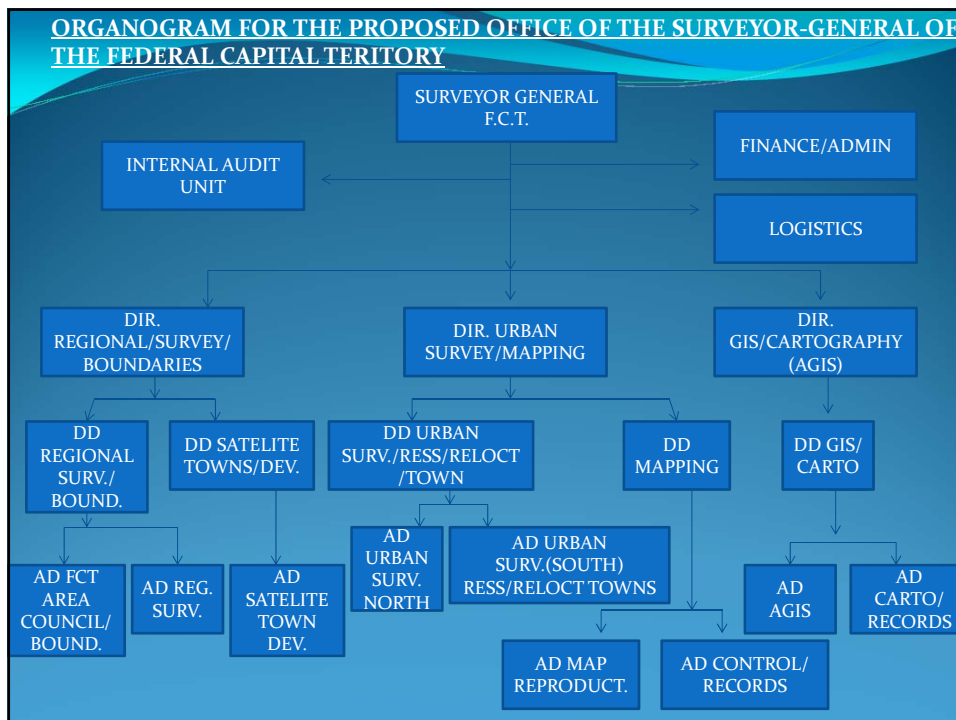 ORGANOGRAM FOR THE PROPOSED OFFICE OF THE SURVEYOR-GENERAL OF
THE FEDERAL CAPITAL TERITORY
SURVEYOR GENERAL
F.C.T.
INTERNAL AUDIT
UNIT
FINANCE/ADMIN
LOGISTICS
DIR.
REGIONAL/SURVEY/
BOUNDARIES
DIR. URBAN
SURVEY/MAPPING
DIR.
GIS/CARTOGRAPHY
(AGIS)
DD
REGIONAL
SURV./
BOUND.
DD SATELITE
TOWNS/DEV.
DD URBAN
SURV./RESS/RELOCT
/TOWN
DD
MAPPING
DD GIS/
CARTO
AD FCT
AREA
COUNCIL/
BOUND.
AD REG.
SURV.
AD
SATELITE
TOWN
DEV.
AD
URBAN
SURV.
NORTH
AD URBAN
SURV.(SOUTH)
RESS/RELOCT TOWNS
AD MAP
REPRODUCT.
AD CONTROL/
RECORDS
AD
AGIS
AD
CARTO/
RECORDS